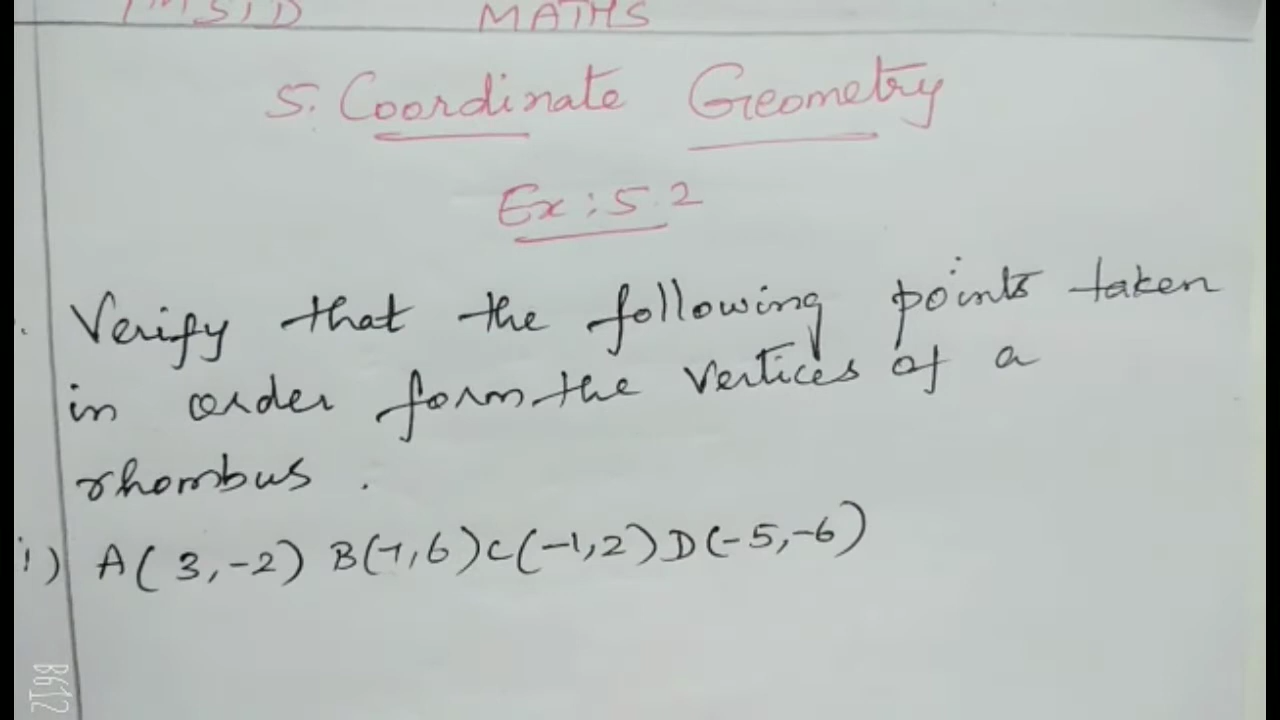 MATHS
5. Coordinate Geometry
Ex: 5.2
Verify that the following points taken
in order form the vertices of a
rhombus.
i) A(3,-2) B(7,6) C(-1,2) D(-5,-6)
B612